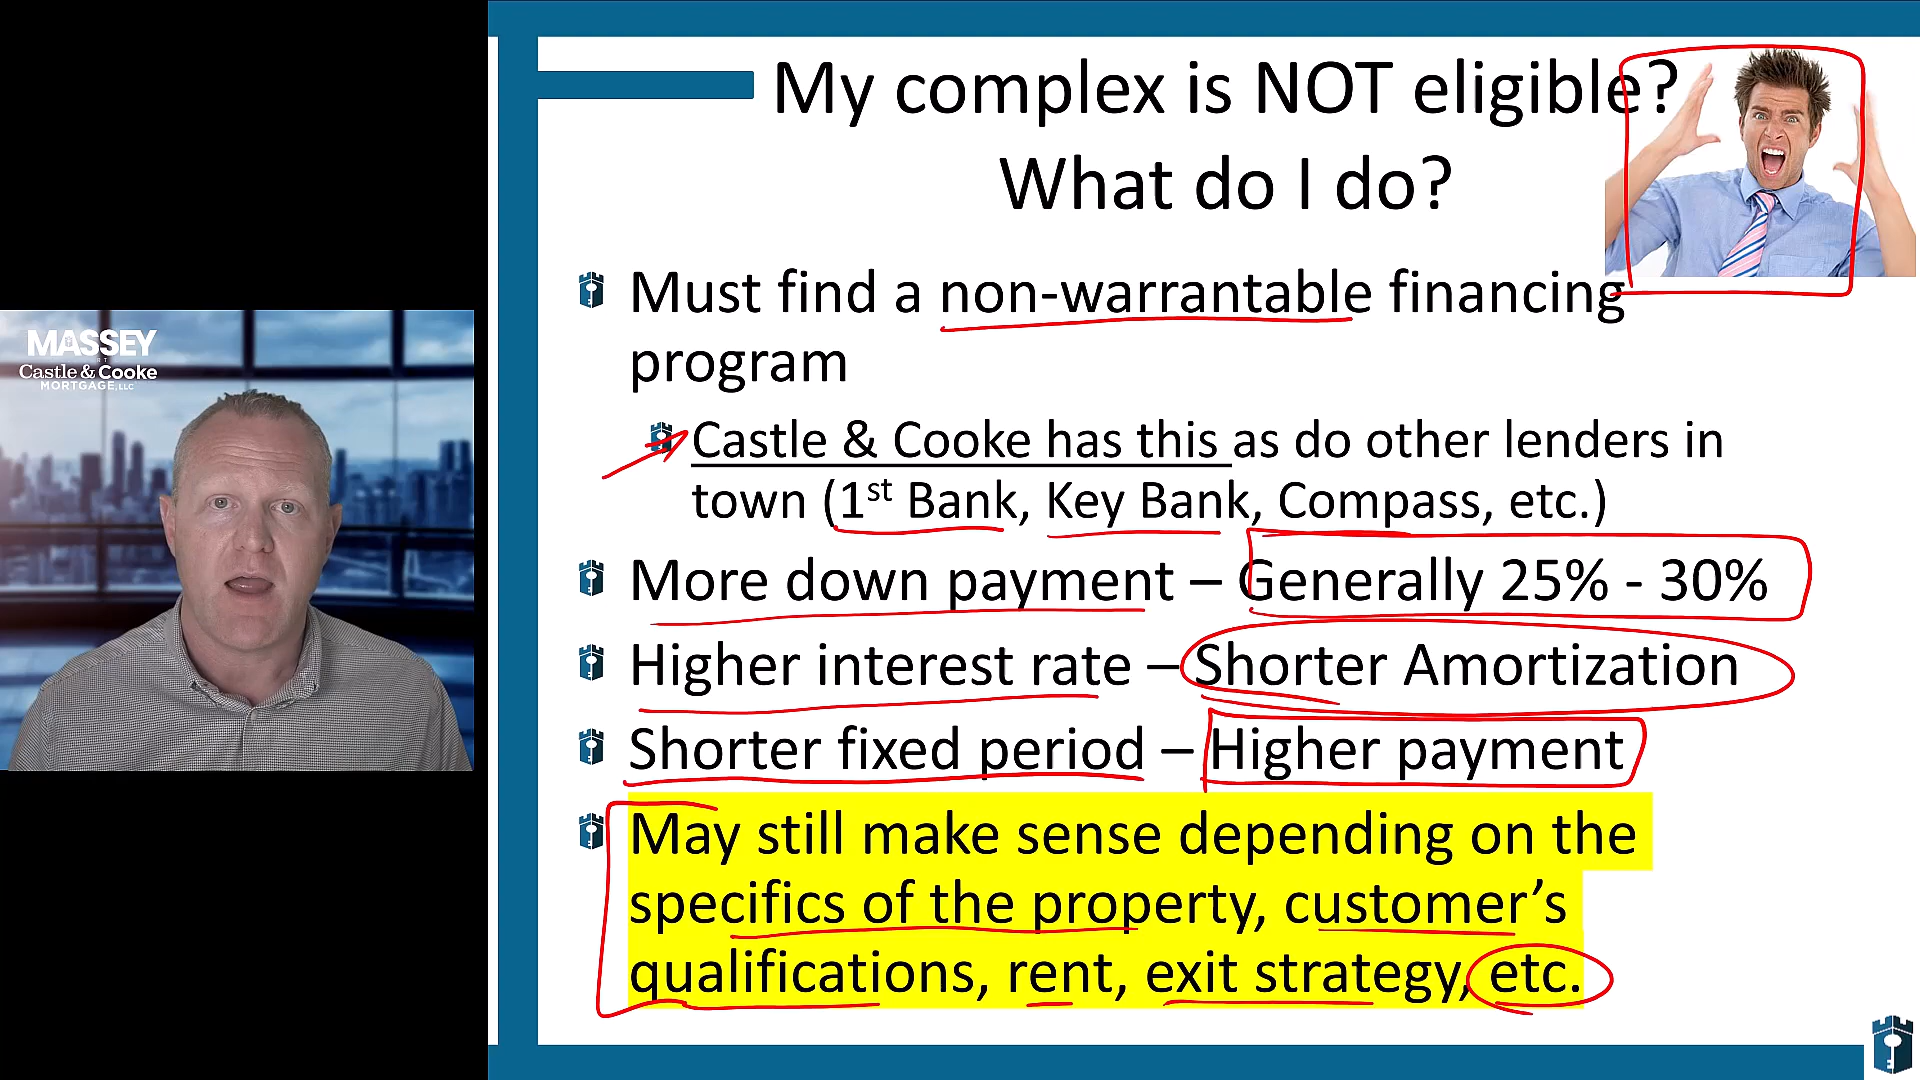 My complex is NOT eligible?
What do I do?
MASSEY
AT
Castle & Cooke
MORTGAGE, LLC
Must find a non-warrantable financing
program
Castle & Cooke has this as do other lenders in
town (1st Bank, Key Bank, Compass, etc.)
More down payment – Generally 25% - 30%
Higher interest rate – Shorter Amortization
Shorter fixed period – Higher payment
May still make sense depending on the
specifics of the property, customer’s
qualifications, rent, exit strategy, etc.